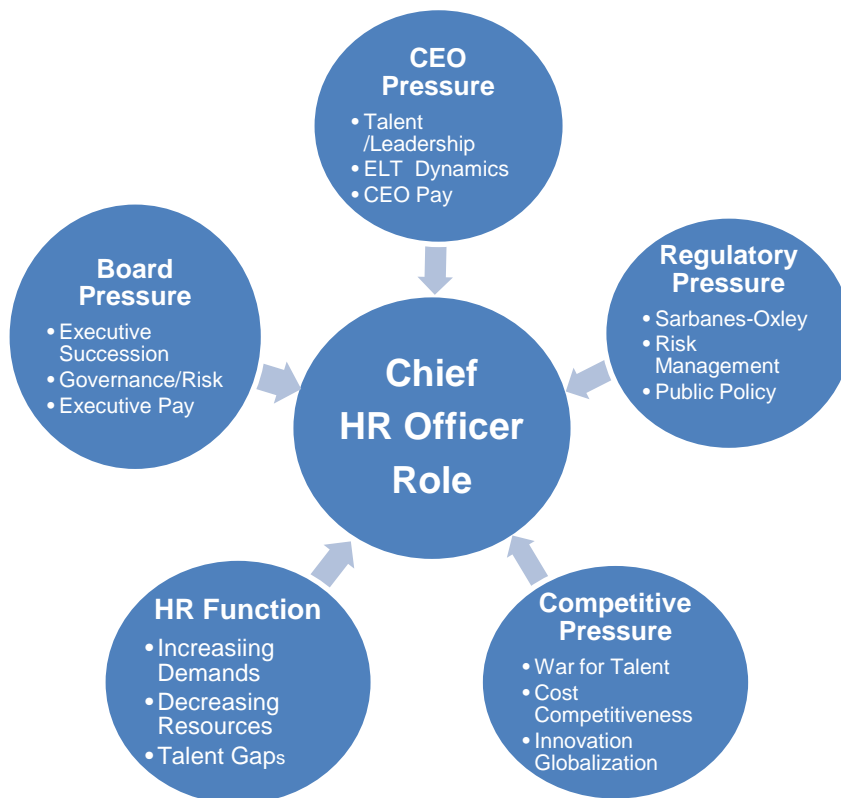 CEO
Pressure
• Talent
/Leadership
• ELT Dynamics
• CEO Pay
Board
Pressure
• Executive
Succession
• Governance/Risk
• Executive Pay
Regulatory
Pressure
• Sarbanes-Oxley
• Risk
Management
• Public Policy
Chief
HR Officer
Role
HR Function
• Increasiing
Demands
• Decreasing
Resources
• Talent Gaps
Competitive
Pressure
• War for Talent
• Cost
Competitiveness
• Innovation
Globalization